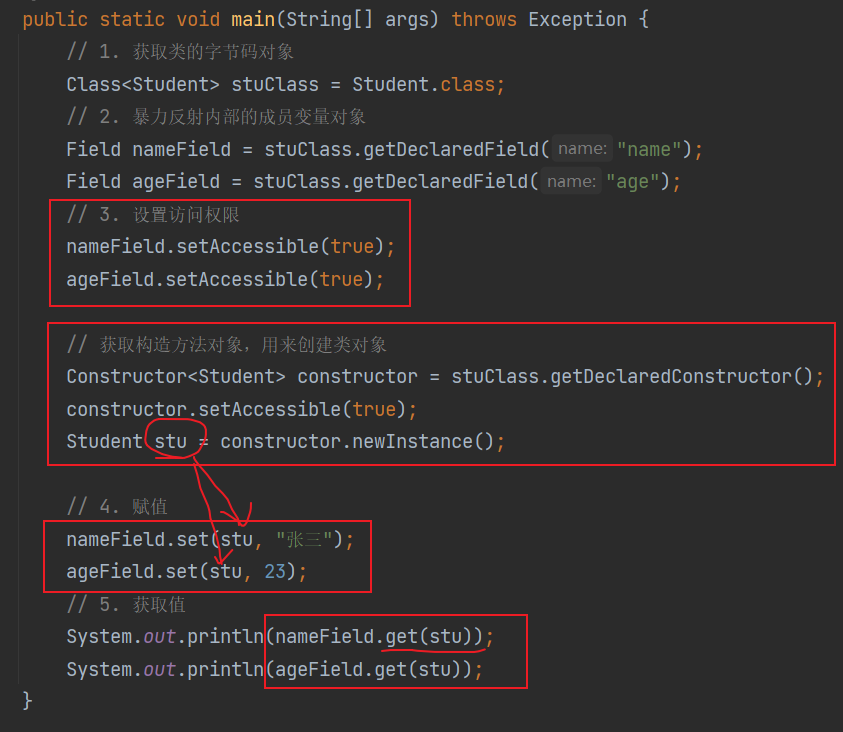 public static void main(String[] args) throws Exception {
// 1. 获取类的字节码对象
Class<Student> stuClass = Student.class;
// 2. 暴力反射内部的成员变量对象
Field nameField = stuClass.getDeclaredField( name: "name");
Field ageField = stuClass.getDeclaredField( name: "age");
// 3. 设置访问权限
nameField.setAccessible(true);
ageField.setAccessible(true);
// 获取构造方法对象，用来创建类对象
Constructor<Student> constructor = stuClass.getDeclaredConstructor();
constructor.setAccessible(true);
Student stu = constructor.newInstance();
// 4. 赋值
nameField.set(stu, "张三");
ageField.set(stu, 23);
// 5. 获取值
System.out.println(nameField.get(stu));
System.out.println(ageField.get(stu));
}